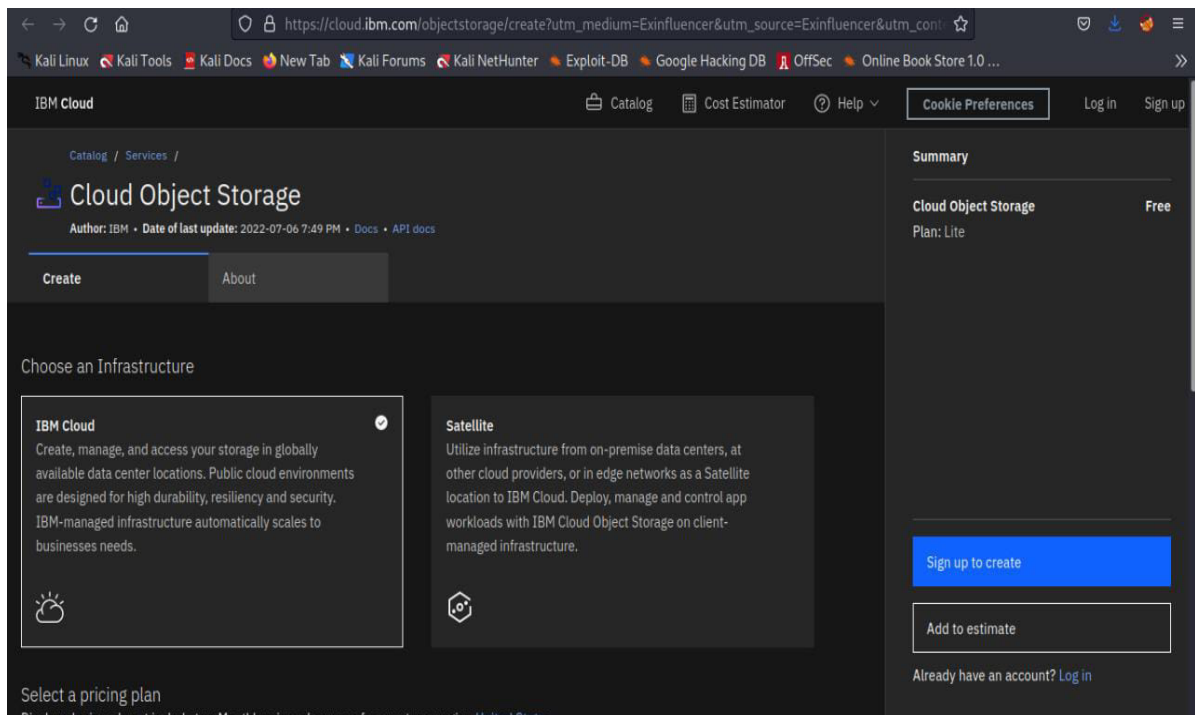 https://cloud.ibm.com/objectstorage/create?utm_medium=Exinfluencer&utm_source=Exinfluencer&utm_cont
Kali Linux Kali Tools Kali Docs New Tab Kali Forums Kali NetHunter Exploit-DB Google Hacking DB OffSec Online Book Store 1.0 ...
IBM Cloud Catalog Cost Estimator Help Cookie Preferences Log in Sign up
Catalog / Services /
Cloud Object Storage
Author: IBM • Date of last update: 2022-07-06 7:49 PM • Docs • API docs
Create About
Choose an Infrastructure
IBM Cloud
Create, manage, and access your storage in globally
available data center locations. Public cloud environments
are designed for high durability, resiliency and security.
IBM-managed infrastructure automatically scales to
businesses needs.
Satellite
Utilize infrastructure from on-premise data centers, at
other cloud providers, or in edge networks as a Satellite
location to IBM Cloud. Deploy, manage and control app
workloads with IBM Cloud Object Storage on client-
managed infrastructure.
Select a pricing plan
Summary
Cloud Object Storage Free
Plan: Lite
Sign up to create
Add to estimate
Already have an account? Log in